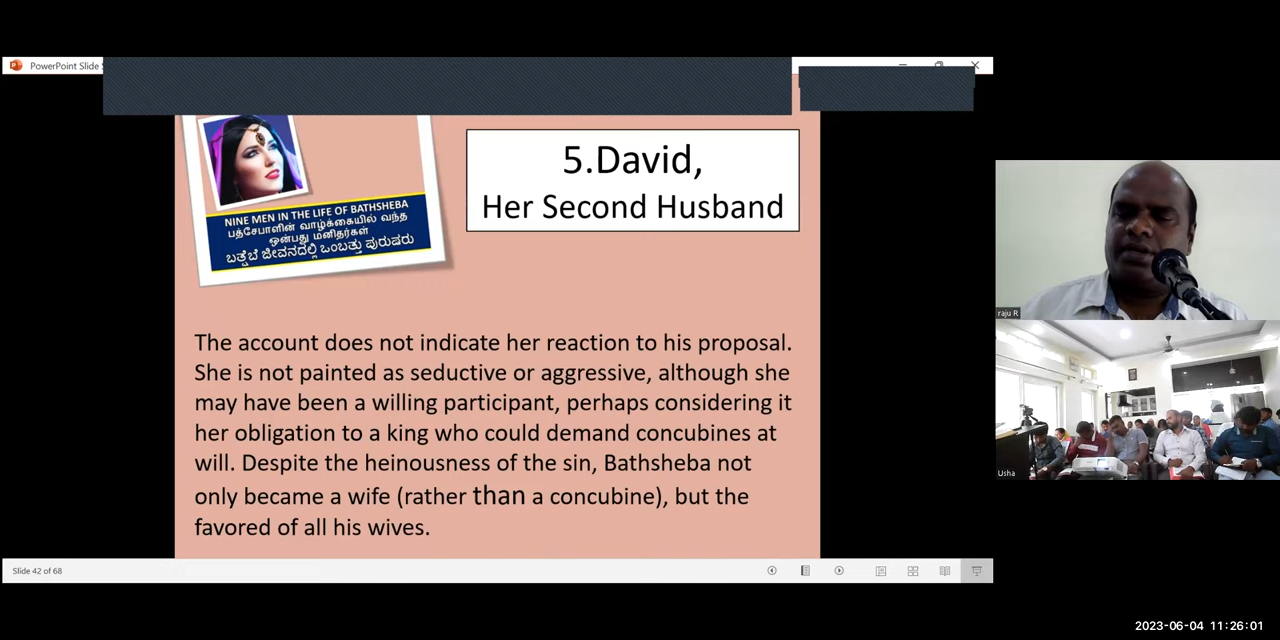 PowerPoint Slide S
NINE MEN IN THE LIFE OF BATHSHEBA
பத்சேபாளின் வாழ்க்கையில் வந்த
ஒன்பது மனிதர்கள்
ಬತ್ಷೆಬೆ ಜೀವನದಲ್ಲಿ ಒಂಬತ್ತು ಪುರುಷರು
5.David,
Her Second Husband
The account does not indicate her reaction to his proposal.
She is not painted as seductive or aggressive, although she
may have been a willing participant, perhaps considering it
her obligation to a king who could demand concubines at
will. Despite the heinousness of the sin, Bathsheba not
only became a wife (rather than a concubine), but the
favored of all his wives.
Slide 42 of 68
raju R
Usha
2023-06-04 11:26:01